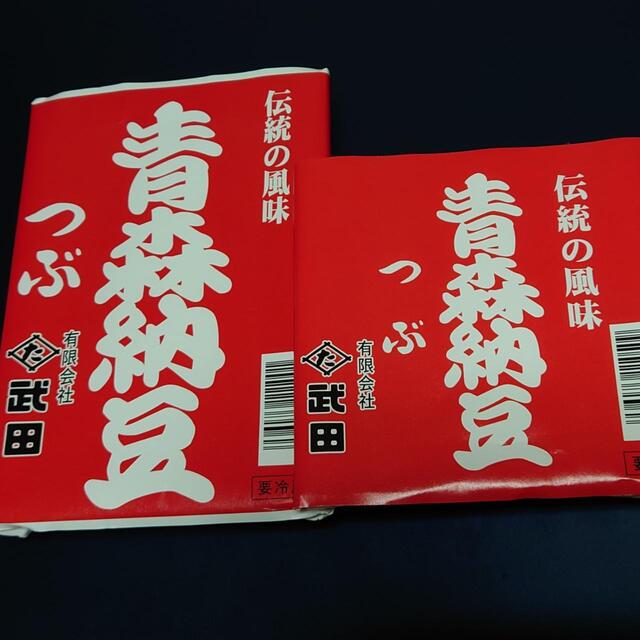 伝統の風味
青森納豆
つぶ
有限会社
武田
要冷
伝統の風味
青森納豆
つぶ
有限会社
武田